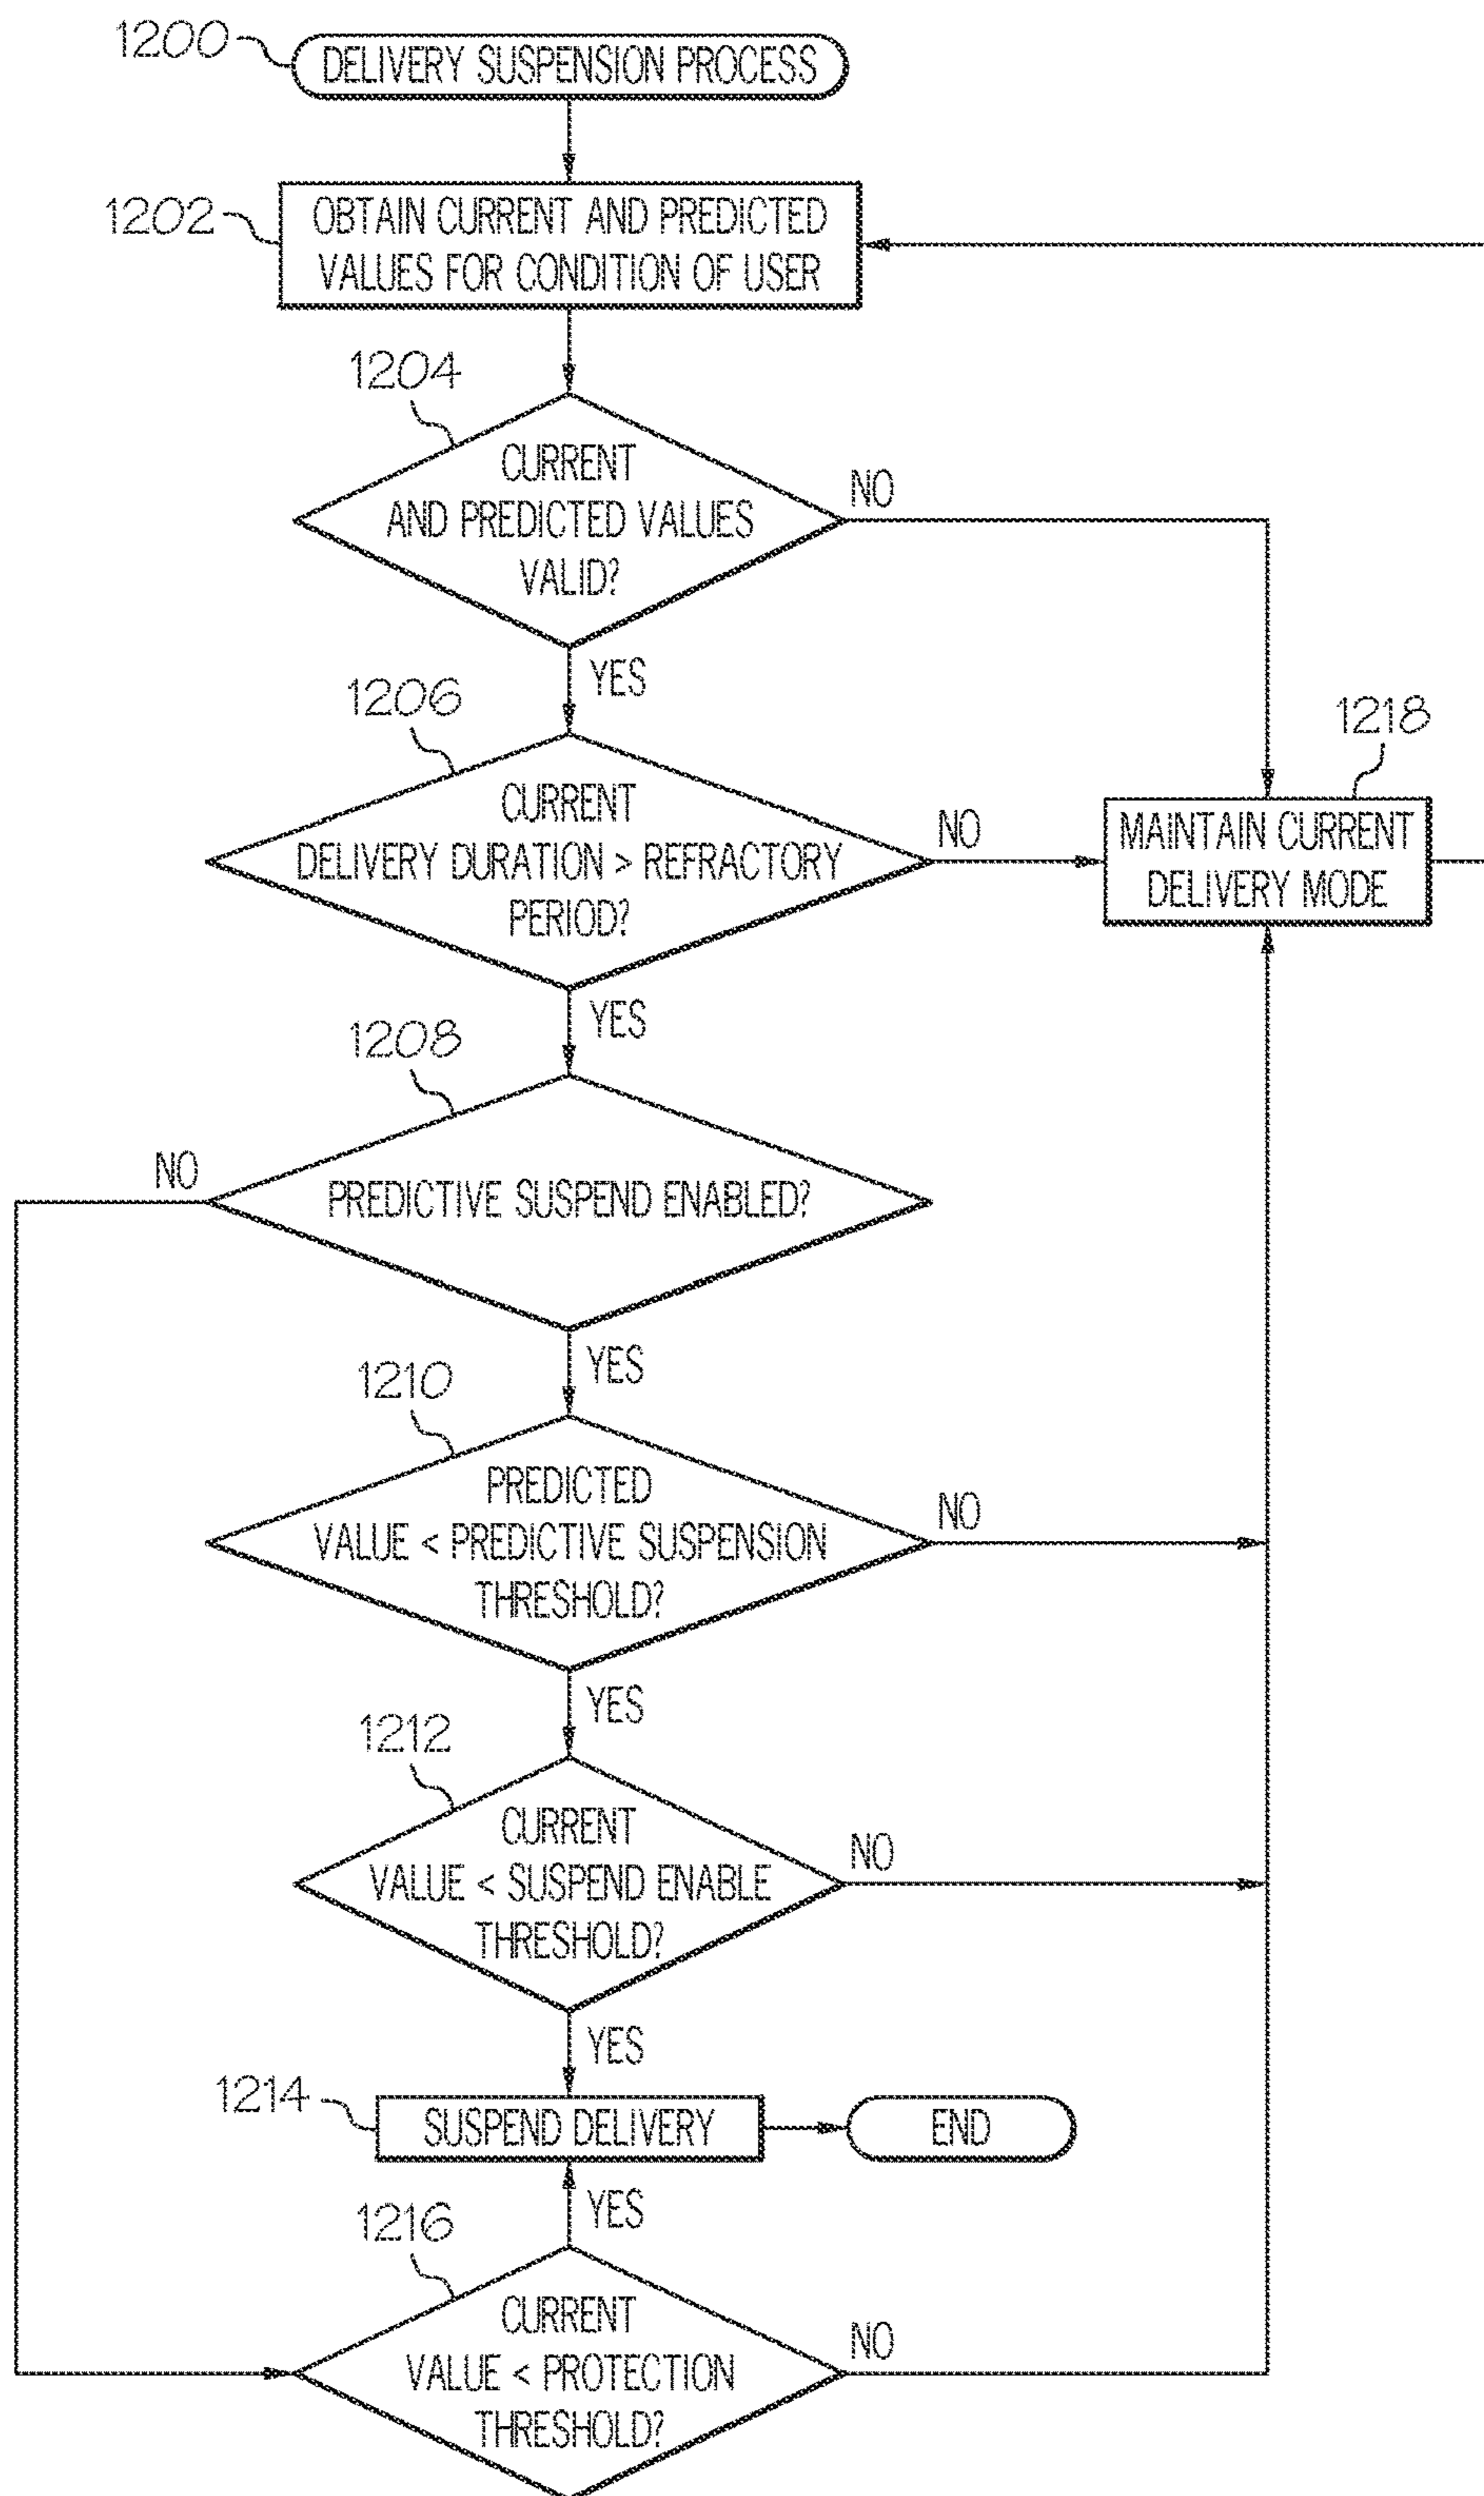 1200
DELIVERY SUSPENSION PROCESS
1202
OBTAIN CURRENT AND PREDICTED
VALUES FOR CONDITION OF USER
1204
CURRENT
AND PREDICTED VALUES
VALID?
NO
YES
1206
CURRENT
DELIVERY DURATION > REFRACTORY
PERIOD?
NO
1218
MAINTAIN CURRENT
DELIVERY MODE
YES
1208
NO
PREDICTIVE SUSPEND ENABLED?
YES
1210
PREDICTED
VALUE < PREDICTIVE SUSPENSION
THRESHOLD?
NO
YES
1212
CURRENT
VALUE < SUSPEND ENABLE
THRESHOLD?
NO
YES
1214
SUSPEND DELIVERY
END
YES
1216
CURRENT
VALUE < PROTECTION
THRESHOLD?
NO